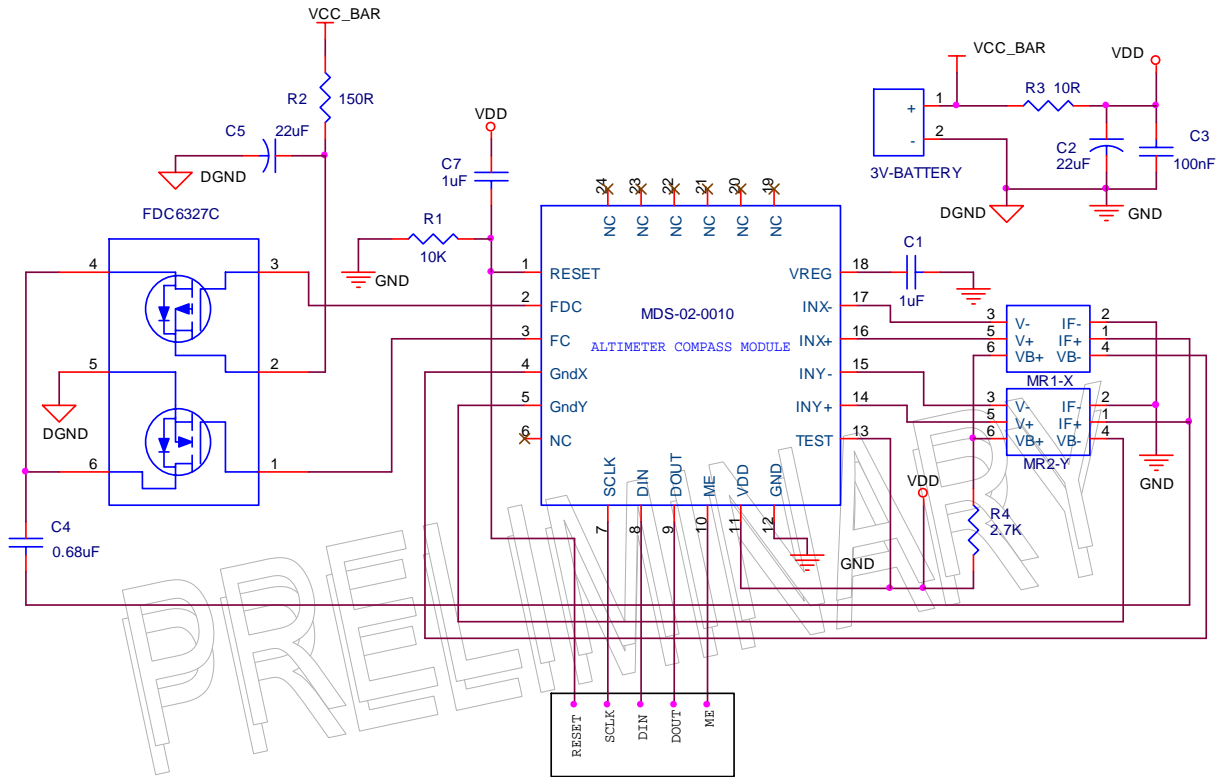 VCC_BAR
R2 150R
C5 22uF
DGND
FDC6327C
4
3
5
2
DGND
6
1
C4
0.68uF
VDD
C7
1uF
R1
10K
GND
24 23 22 21 20 19
NC NC NC NC NC NC
1 RESET
2 FDC
3 FC
4 GndX
5 GndY
6 NC
MDS-02-0010
ALTIMETER COMPASS MODULE
VREG 18
INX- 17
INX+ 16
INY- 15
INY+ 14
TEST 13
SCLK DIN DOUT ME VDD GND
7 8 9 10 11 12
GND
C1
1uF
VCC_BAR
VDD
R3 10R
+ 1
- 2
3V-BATTERY
C2
22uF
C3
100nF
DGND
GND
3 V- IF- 2
5 V+ IF+ 1
6 VB+ VB- 4
MR1-X
3 V- IF- 2
5 V+ IF+ 1
6 VB+ VB- 4
MR2-Y
GND
VDD
R4
2.7K
PRELIMINARY
RESET
SCLK
DIN
DOUT
ME